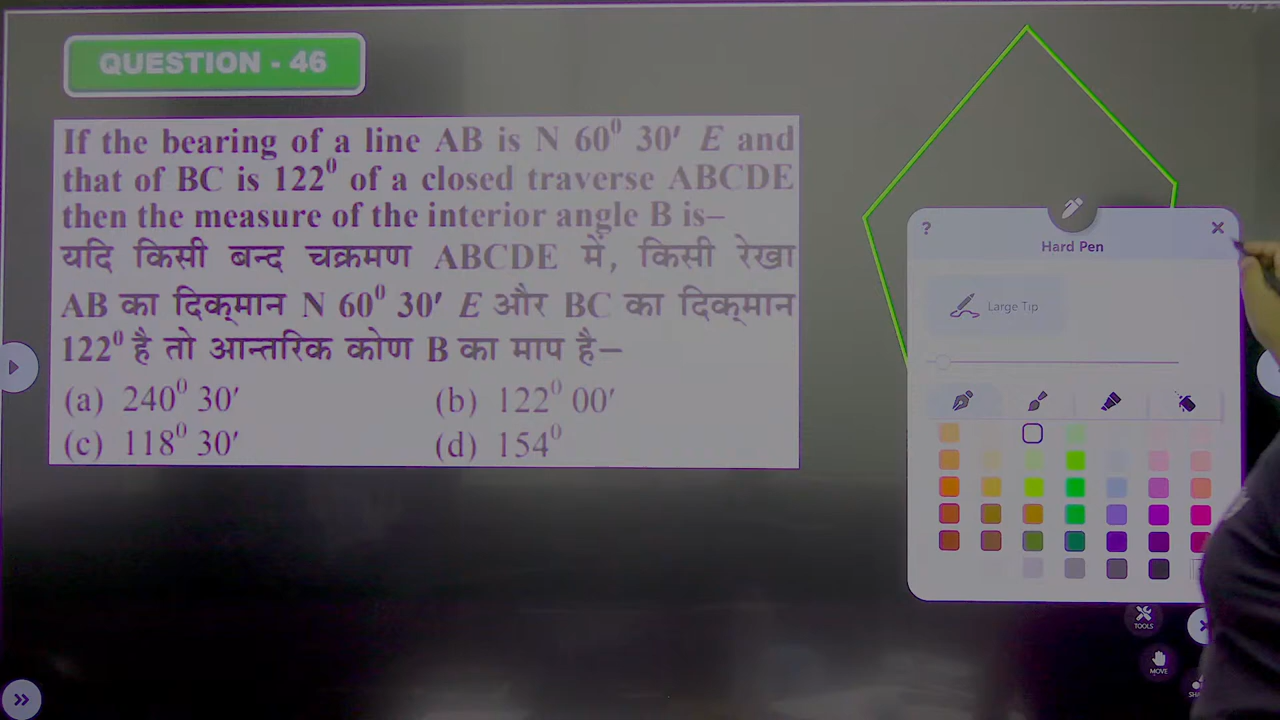 QUESTION - 46
If the bearing of a line AB is N 60⁰ 30′ E and
that of BC is 122⁰ of a closed traverse ABCDE
then the measure of the interior angle B is–
यदि किसी बन्द चक्रमण ABCDE में, किसी रेखा
AB का दिक्‌मान N 60⁰ 30′ E और BC का दिक्‌मान
122⁰ है तो आन्तरिक कोण B का माप है–
(a) 240⁰ 30′ (b) 122⁰ 00′
(c) 118⁰ 30′ (d) 154⁰
?
Hard Pen
Large Tip
TOOLS
MOVE